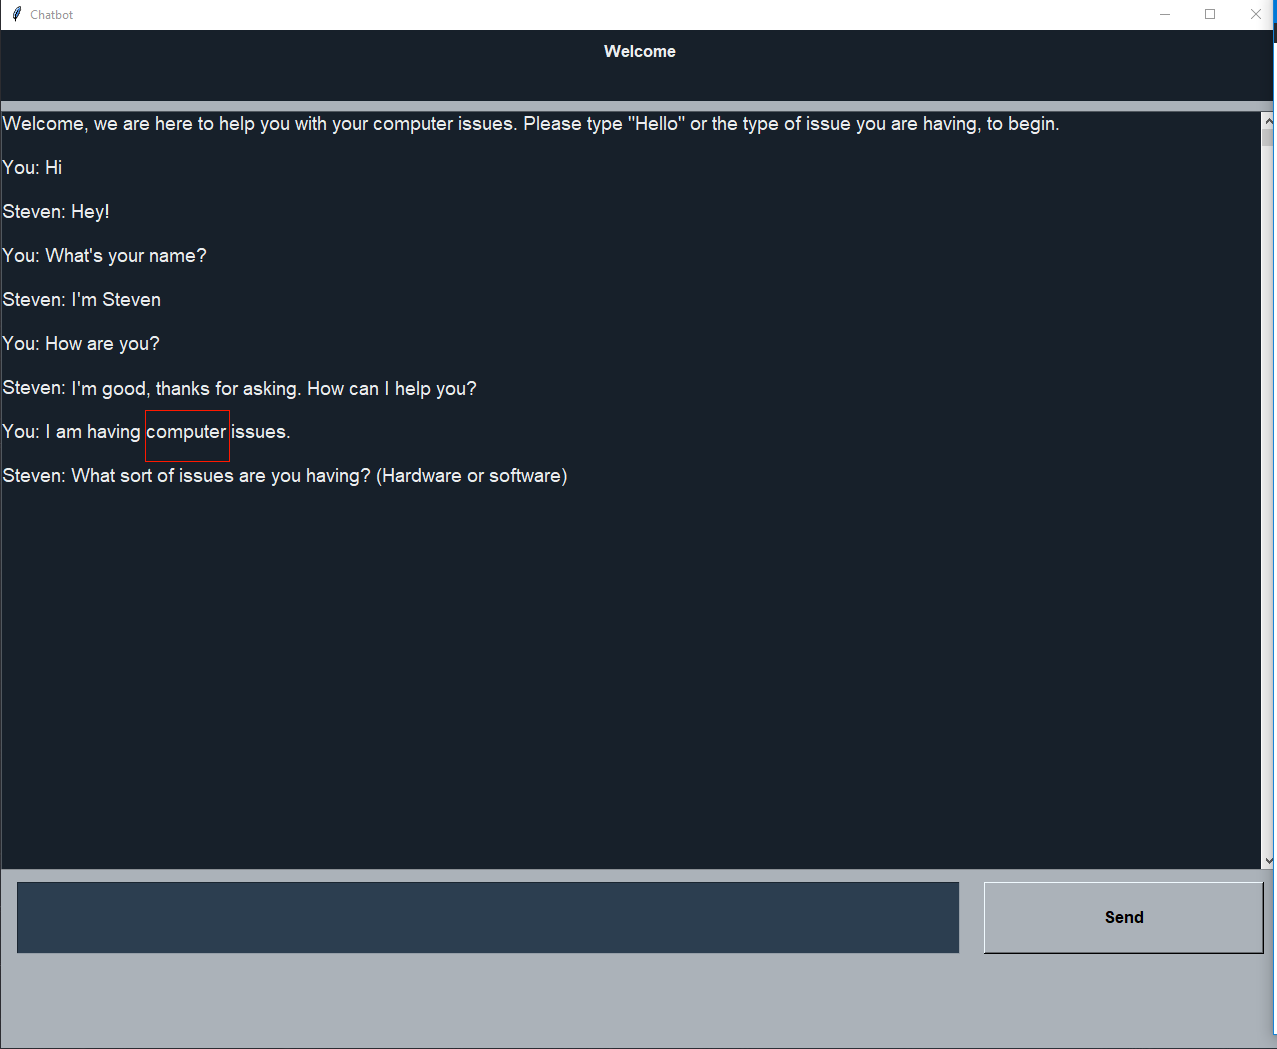 Chatbot
Welcome
Welcome, we are here to help you with your computer issues. Please type "Hello" or the type of issue you are having, to begin.
You: Hi
Steven: Hey!
You: What's your name?
Steven: I'm Steven
You: How are you?
Steven: I'm good, thanks for asking. How can I help you?
You: I am having computer issues.
Steven: What sort of issues are you having? (Hardware or software)
Send